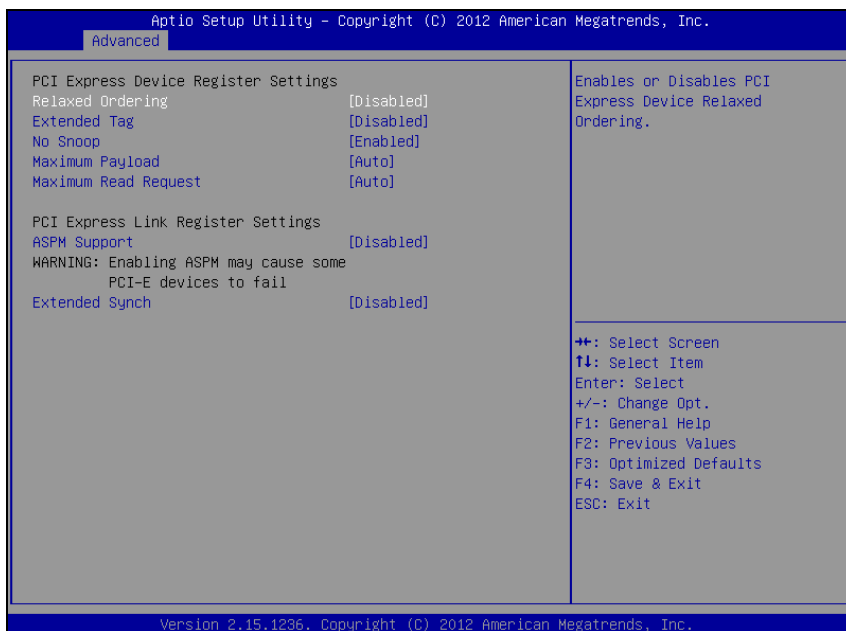 Aptio Setup Utility – Copyright (C) 2012 American Megatrends, Inc.
Advanced
PCI Express Device Register Settings
Relaxed Ordering [Disabled]
Extended Tag [Disabled]
No Snoop [Enabled]
Maximum Payload [Auto]
Maximum Read Request [Auto]
PCI Express Link Register Settings
ASPM Support [Disabled]
WARNING: Enabling ASPM may cause some
PCI-E devices to fail
Extended Synch [Disabled]
Enables or Disables PCI
Express Device Relaxed
Ordering.
→←: Select Screen
↑↓: Select Item
Enter: Select
+/-: Change Opt.
F1: General Help
F2: Previous Values
F3: Optimized Defaults
F4: Save & Exit
ESC: Exit
Version 2.15.1236. Copyright (C) 2012 American Megatrends, Inc.